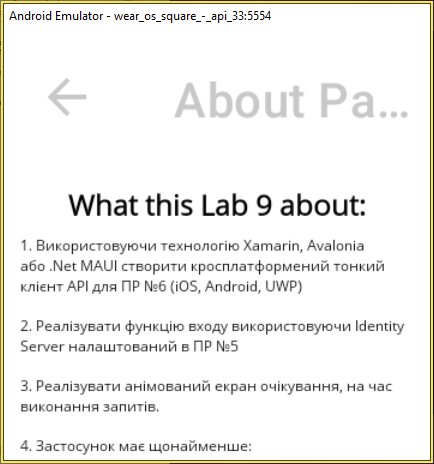 Android Emulator - wear_os_square_-_api_33:5554
About Pa...
What this Lab 9 about:
1. Використовуючи технологію Xamarin, Avalonia
або .Net MAUI створити кросплатформений тонкий
клієнт API для ПР №6 (iOS, Android, UWP)
2. Реалізувати функцію входу використовуючи Identity
Server налаштований в ПР №5
3. Реалізувати анімований екран очікування, на час
виконання запитів.
4. Застосунок має щонайменше: